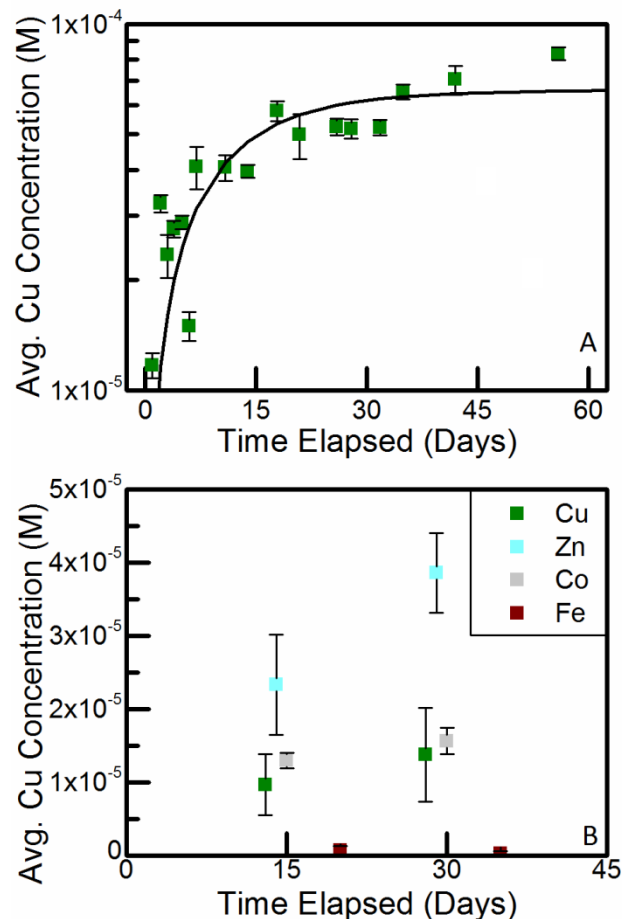 1x10⁻⁴
Avg. Cu Concentration (M)
A
1x10⁻⁵
0 15 30 45 60
Time Elapsed (Days)
5x10⁻⁵
Cu
Zn
4x10⁻⁵
Co
Fe
3x10⁻⁵
Avg. Cu Concentration (M)
2x10⁻⁵
1x10⁻⁵
0
B
0 15 30 45
Time Elapsed (Days)